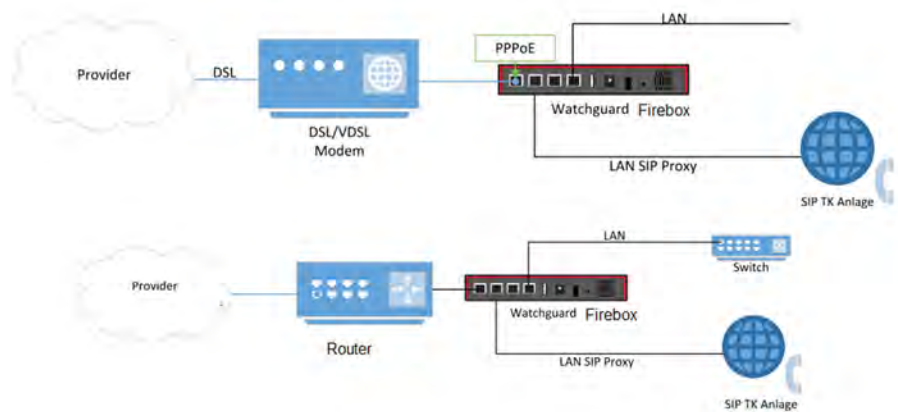 LAN
PPPoE
Provider
DSL
Watchguard Firebox
DSL/VDSL
Modem
LAN SIP Proxy
SIP TK Anlage
LAN
Switch
Provider
Watchguard Firebox
Router
LAN SIP Proxy
SIP TK Anlage